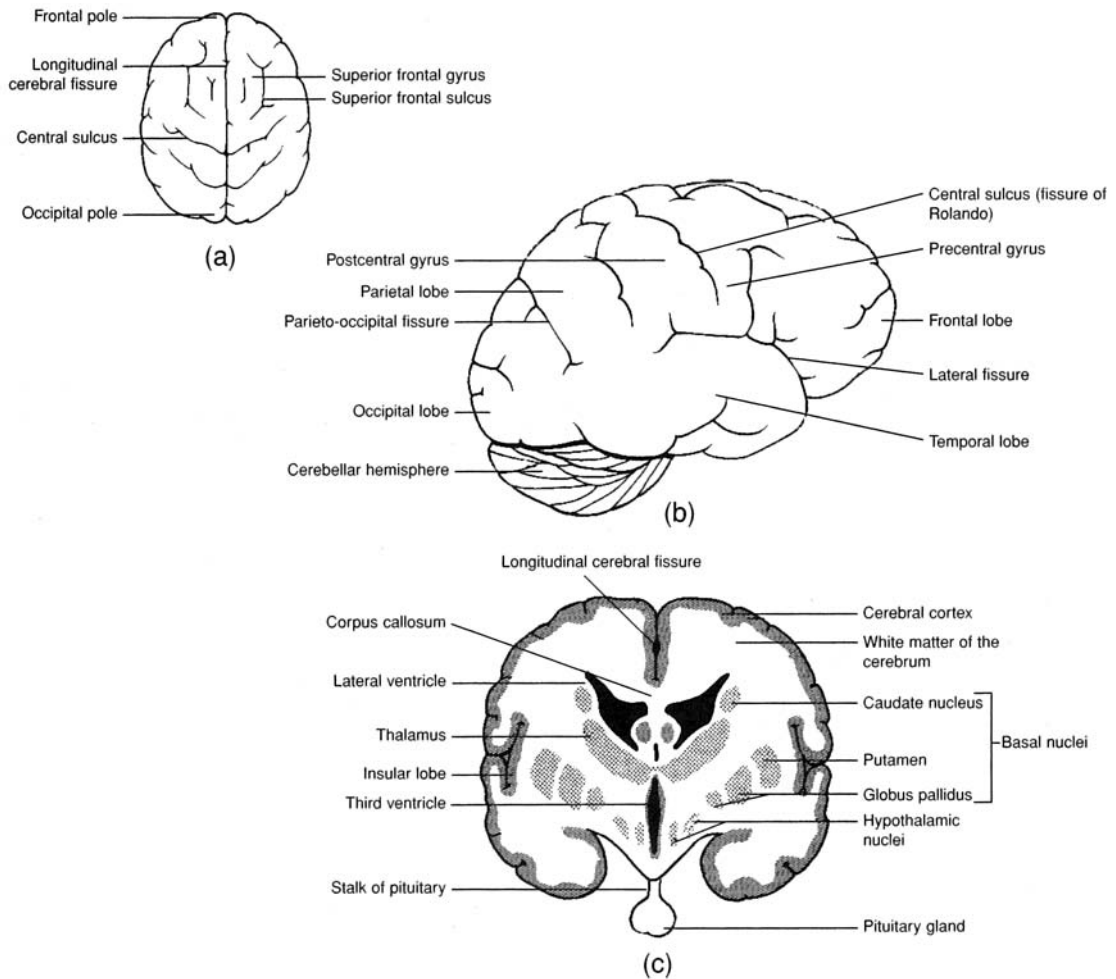 Frontal pole
Longitudinal
cerebral fissure
Central sulcus
Occipital pole
Superior frontal gyrus
Superior frontal sulcus
(a)
Postcentral gyrus
Parietal lobe
Parieto-occipital fissure
Occipital lobe
Cerebellar hemisphere
Central sulcus (fissure of
Rolando)
Precentral gyrus
Frontal lobe
Lateral fissure
Temporal lobe
(b)
Longitudinal cerebral fissure
Corpus callosum
Lateral ventricle
Thalamus
Insular lobe
Third ventricle
Stalk of pituitary
Cerebral cortex
White matter of the
cerebrum
Caudate nucleus
Basal nuclei
Putamen
Globus pallidus
Hypothalamic
nuclei
Pituitary gland
(c)